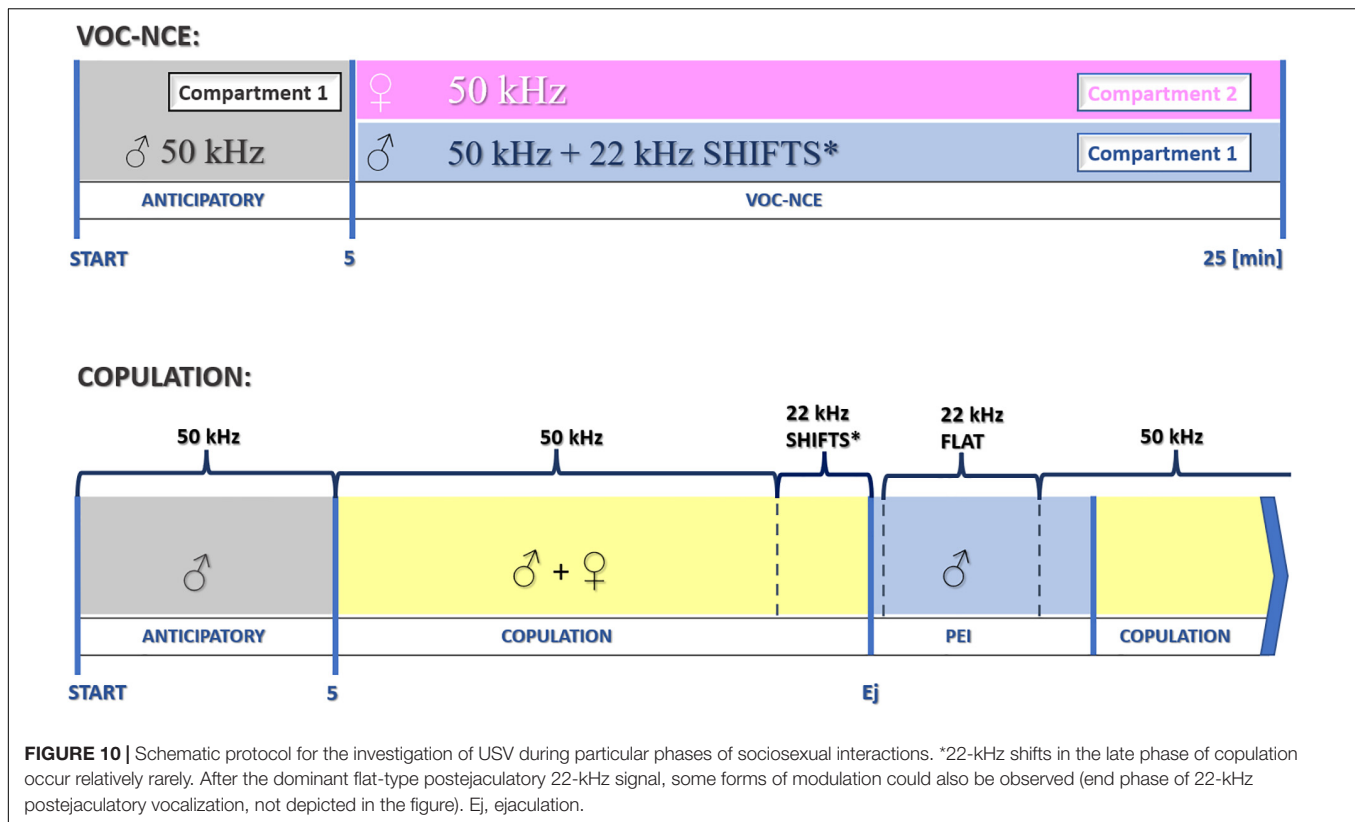 VOC-NCE:
Compartment 1
♀ 50 kHz
Compartment 2
♂ 50 kHz
♂ 50 kHz + 22 kHz SHIFTS*
Compartment 1
ANTICIPATORY
VOC-NCE
START
5
25 [min]
COPULATION:
50 kHz
50 kHz
22 kHz
SHIFTS*
22 kHz
FLAT
50 kHz
♂
♂ + ♀
♂
ANTICIPATORY
COPULATION
PEI
COPULATION
START
5
Ej
FIGURE 10 | Schematic protocol for the investigation of USV during particular phases of sociosexual interactions. *22-kHz shifts in the late phase of copulation
occur relatively rarely. After the dominant flat-type postejaculatory 22-kHz signal, some forms of modulation could also be observed (end phase of 22-kHz
postejaculatory vocalization, not depicted in the figure). Ej, ejaculation.